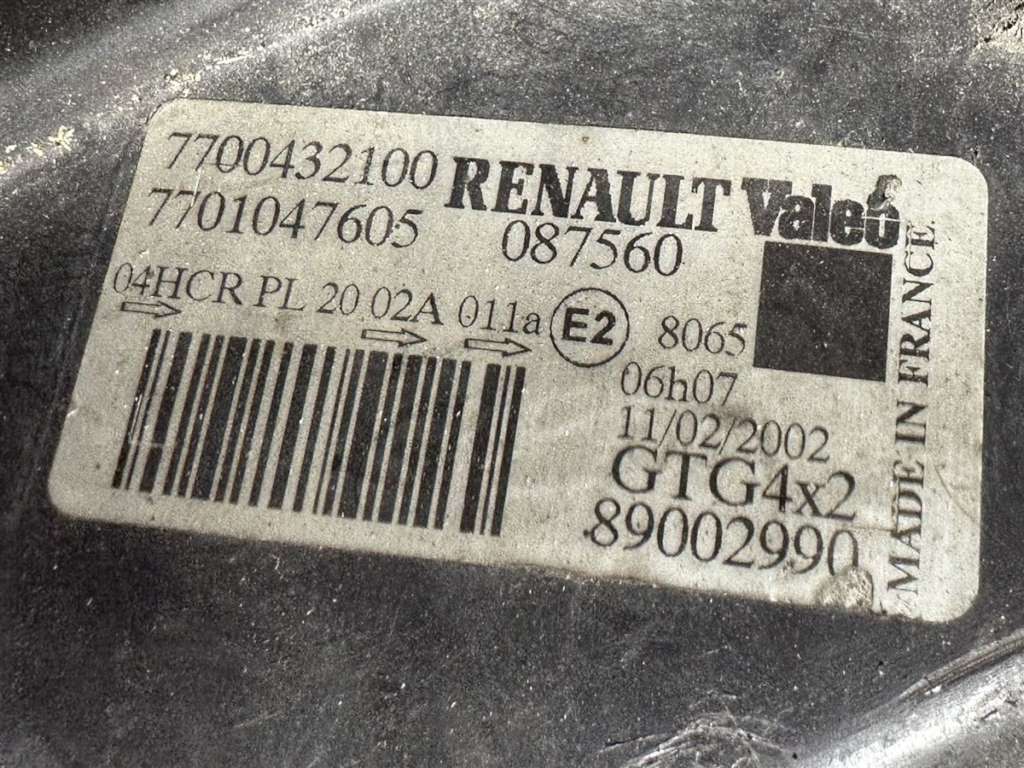 7700432100 RENAULT Valeo
7701047605 087560
04HCR PL 20 02A 011a E2 8065
06h07
11/02/2002
GTG4x2
89002990
MADE IN FRANCE